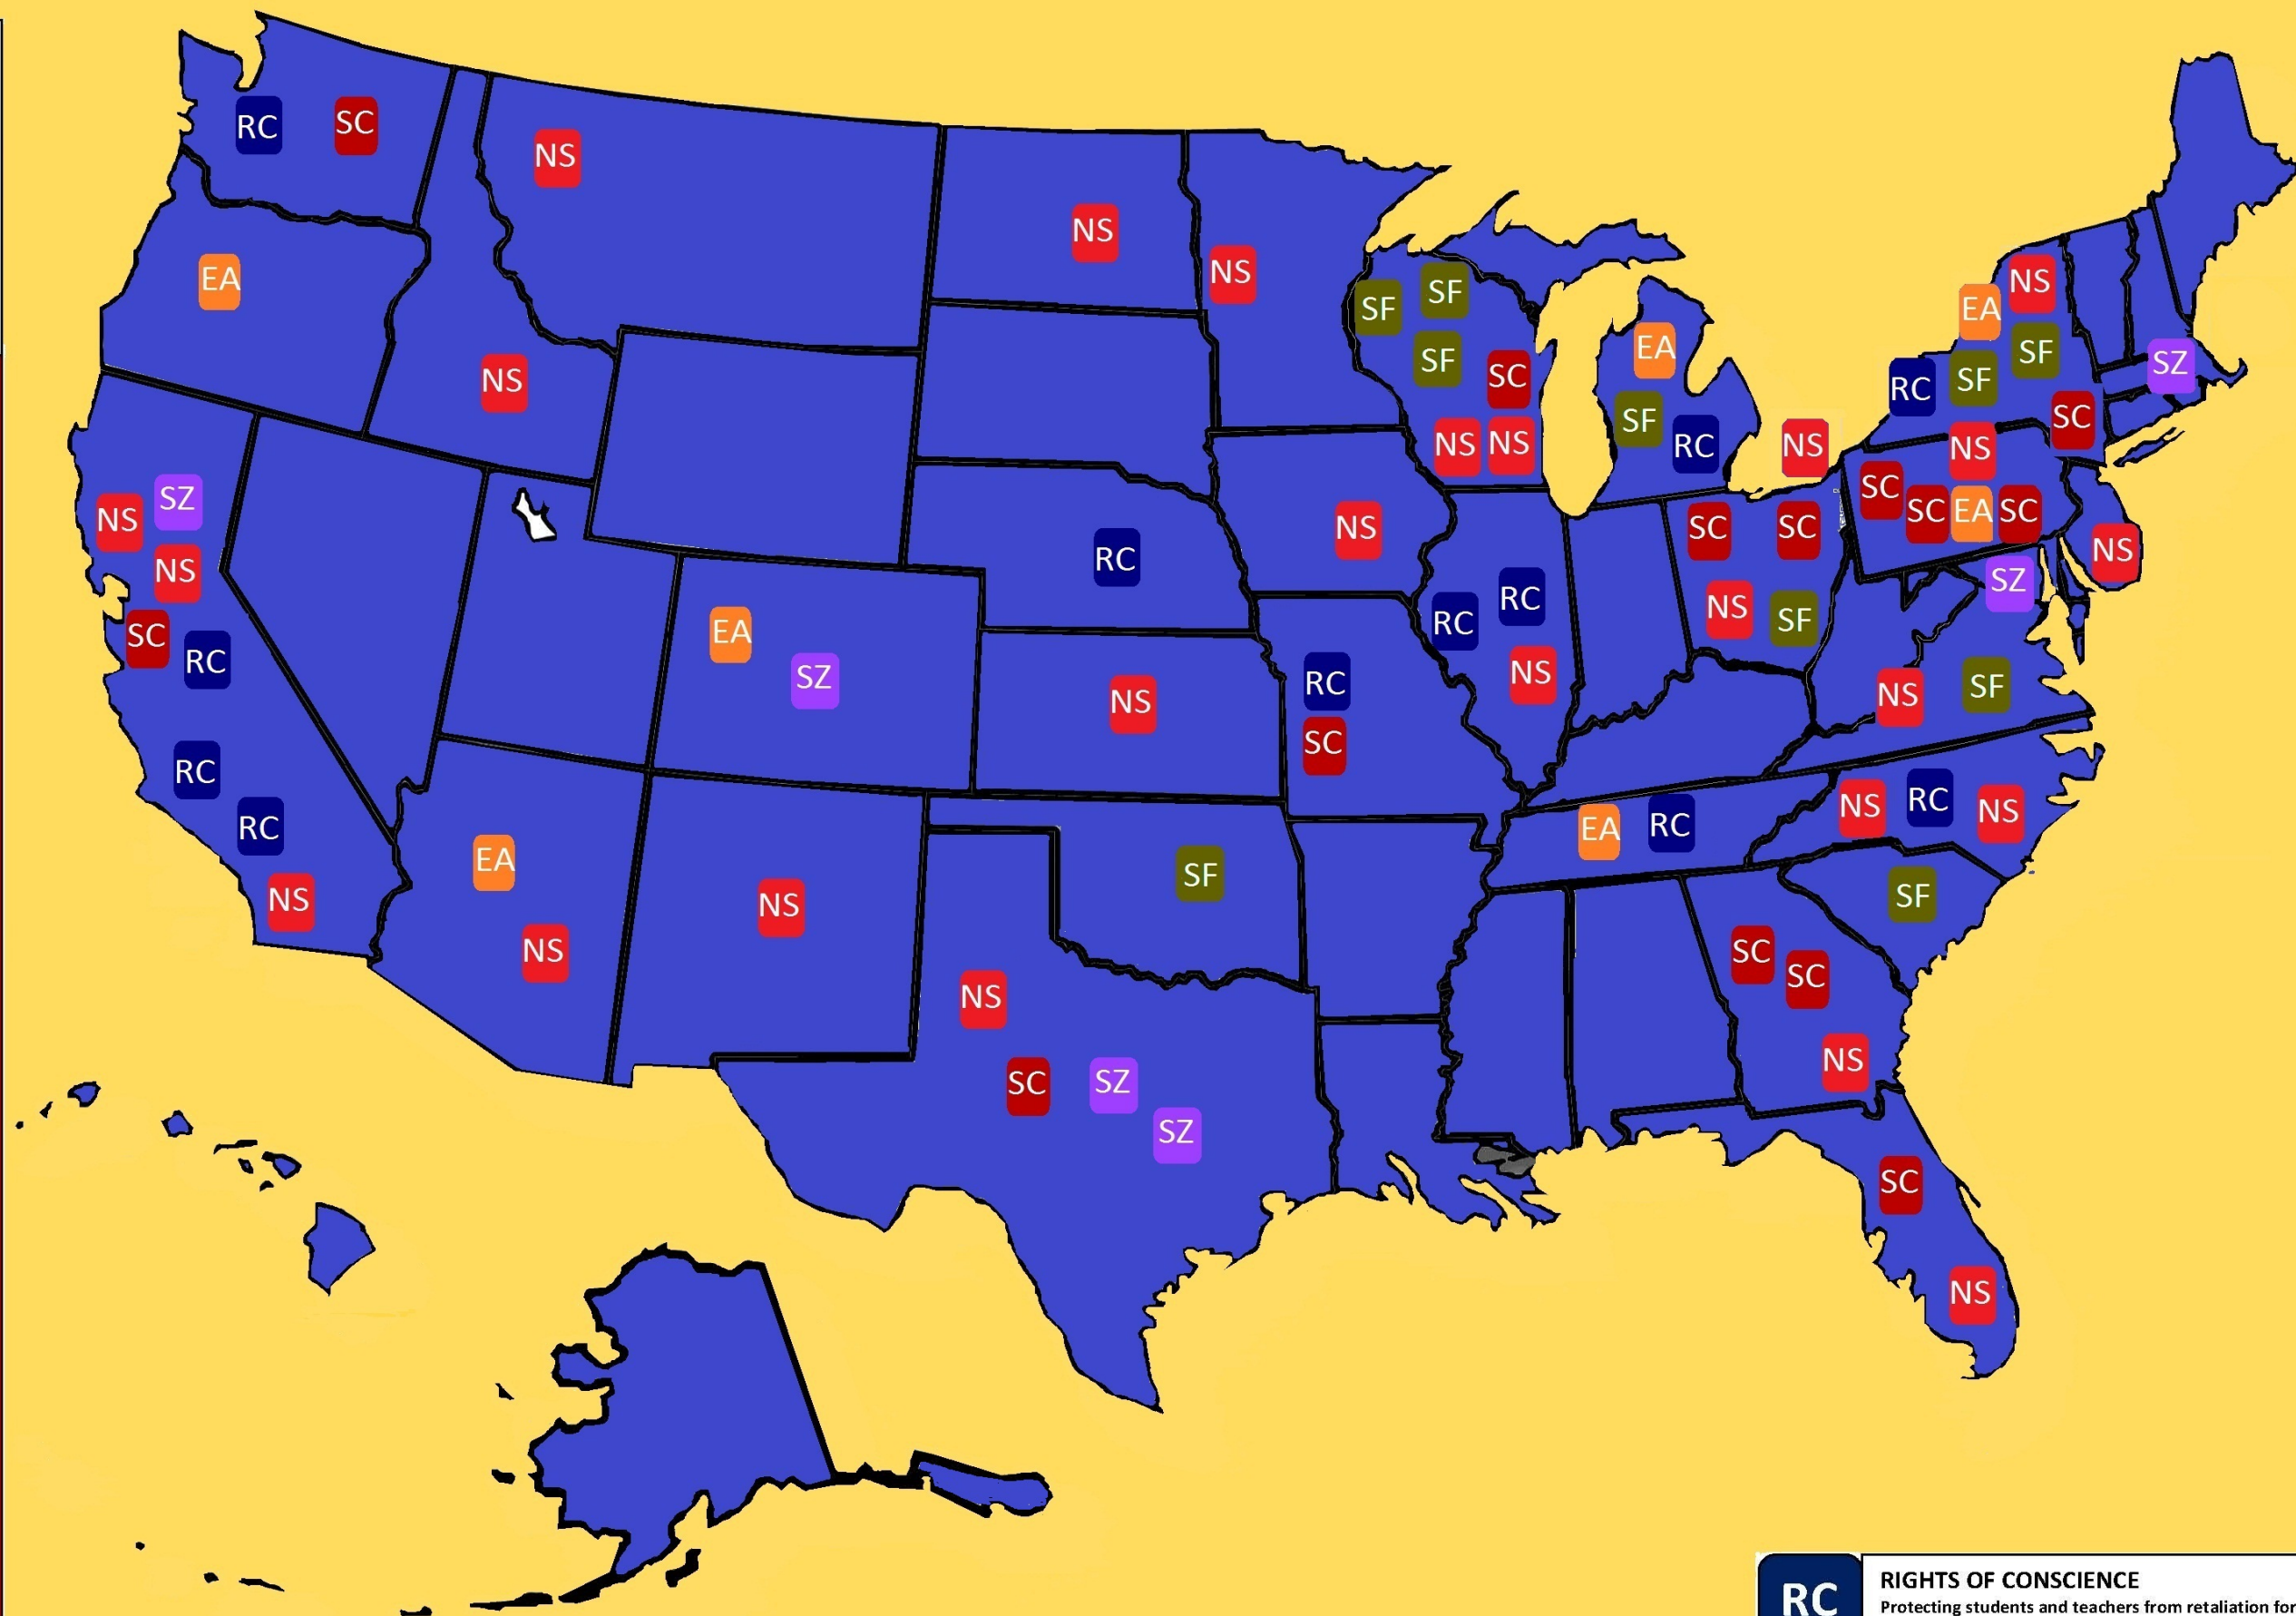 RC SC
NS
NS
NS
EA
NS
SF SF
SF SC
NS NS
EA
SF RC
NS
EA NS
SF
RC SF
SC
SZ
NS
SC SC EA SC
NS
SZ
NS SZ
NS
SC RC
RC
RC
NS
EA
SZ
RC
NS
NS
RC
SC
RC RC
NS
SC SC
NS SF
NS SF
EA
NS
NS
SF
EA RC
NS RC NS
SF
NS
SC SZ
SZ
SC SC
NS
SC
NS
RC RIGHTS OF CONSCIENCE
Protecting students and teachers from retaliation for